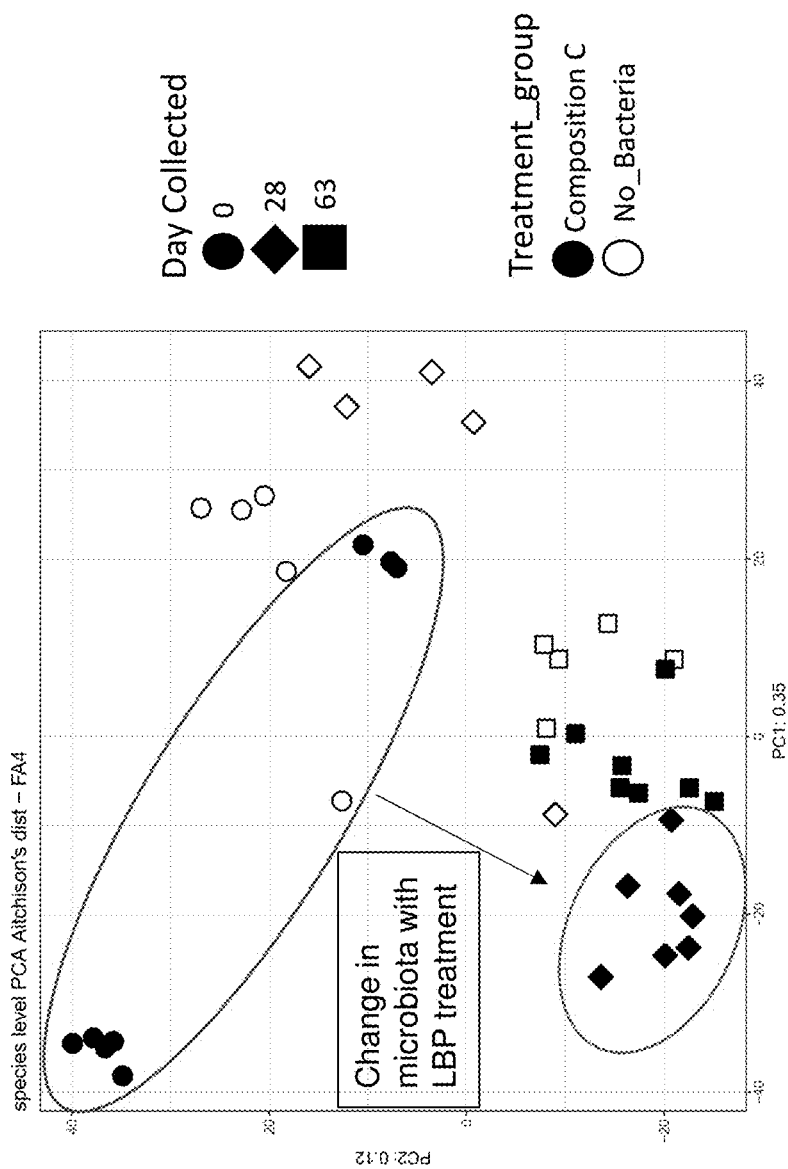 species level PCA Aitchison's dist – FA4
PC2: 0.12
40
20
0
-20
Change in
microbiota with
LBP treatment
-40
-20
0
20
40
PC1: 0.35
Day Collected
0
28
63
Treatment_group
Composition C
No_Bacteria